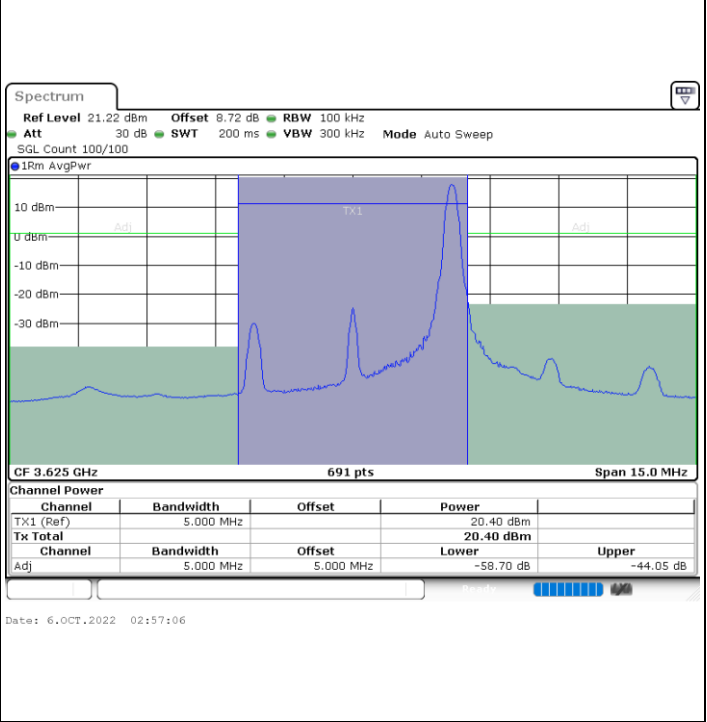 Spectrum
Ref Level 21.22 dBm Offset 8.72 dB RBW 100 kHz
Att 30 dB SWT 200 ms VBW 300 kHz Mode Auto Sweep
SGL Count 100/100
1Rm AvgPwr
10 dBm
TX1
Adj
Adj
0 dBm
-10 dBm
-20 dBm
-30 dBm
CF 3.625 GHz 691 pts Span 15.0 MHz
Channel Power
Channel Bandwidth Offset Power
TX1 (Ref) 5.000 MHz 20.40 dBm
Tx Total 20.40 dBm
Channel Bandwidth Offset Lower Upper
Adj 5.000 MHz 5.000 MHz -58.70 dB -44.05 dB
Ready
Date: 6.OCT.2022 02:57:06